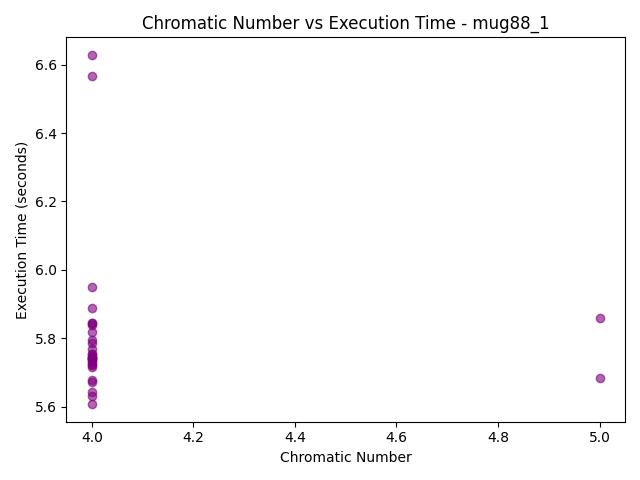 Chromatic Number vs Execution Time - mug88_1
Execution Time (seconds)
6.6
6.4
6.2
6.0
5.8
5.6
4.0 4.2 4.4 4.6 4.8 5.0
Chromatic Number